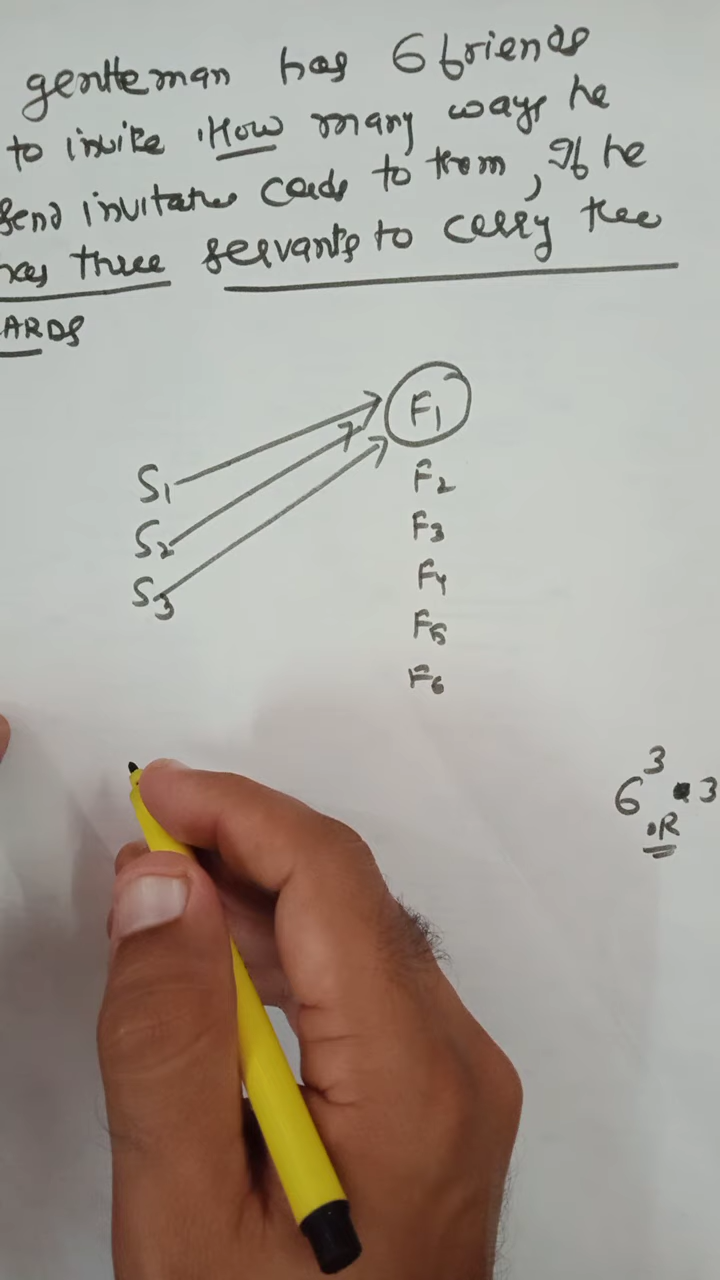 gentleman has 6 friends
to invite. How many ways he
send invitation cards to them, If he
has three servants to carry the
CARDS
F1
S1
F2
S2
F3
S3
F4
F5
F6
6^3 3
OR